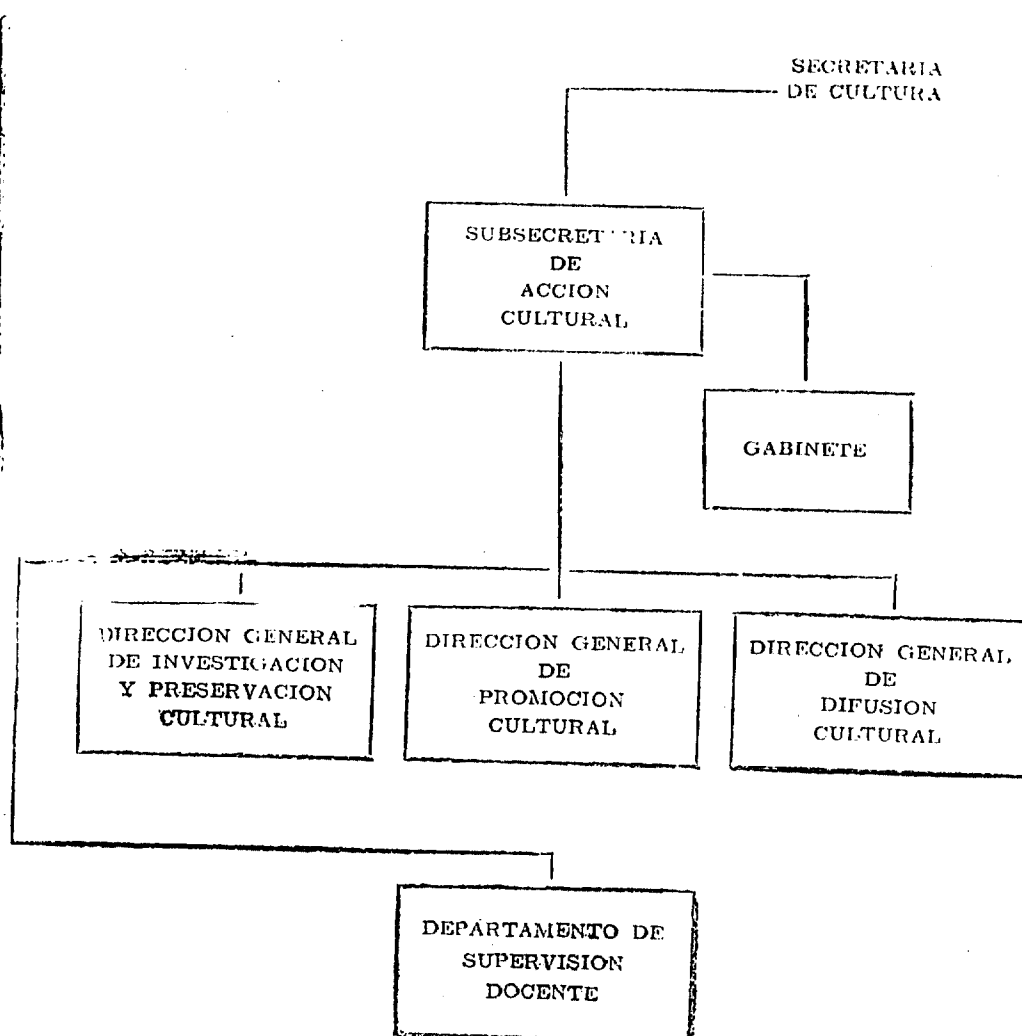 SECRETARIA
DE CULTURA
SUBSECRETARIA
DE
ACCION
CULTURAL
GABINETE
DIRECCION GENERAL
DE INVESTIGACION
Y PRESERVACION
CULTURAL
DIRECCION GENERAL
DE
PROMOCION
CULTURAL
DIRECCION GENERAL
DE
DIFUSION
CULTURAL
DEPARTAMENTO DE
SUPERVISION
DOCENTE